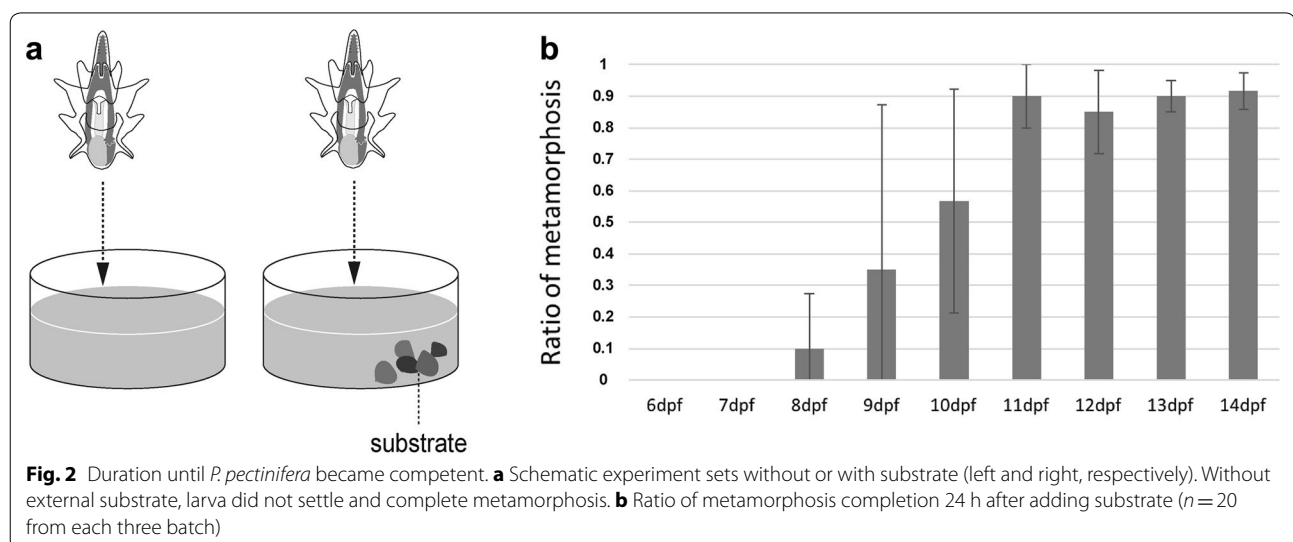 a
substrate
b
Ratio of metamorphosis
1
0.9
0.8
0.7
0.6
0.5
0.4
0.3
0.2
0.1
0
6dpf 7dpf 8dpf 9dpf 10dpf 11dpf 12dpf 13dpf 14dpf
Fig. 2 Duration until P. pectinifera became competent. a Schematic experiment sets without or with substrate (left and right, respectively). Without
external substrate, larva did not settle and complete metamorphosis. b Ratio of metamorphosis completion 24 h after adding substrate (n = 20
from each three batch)